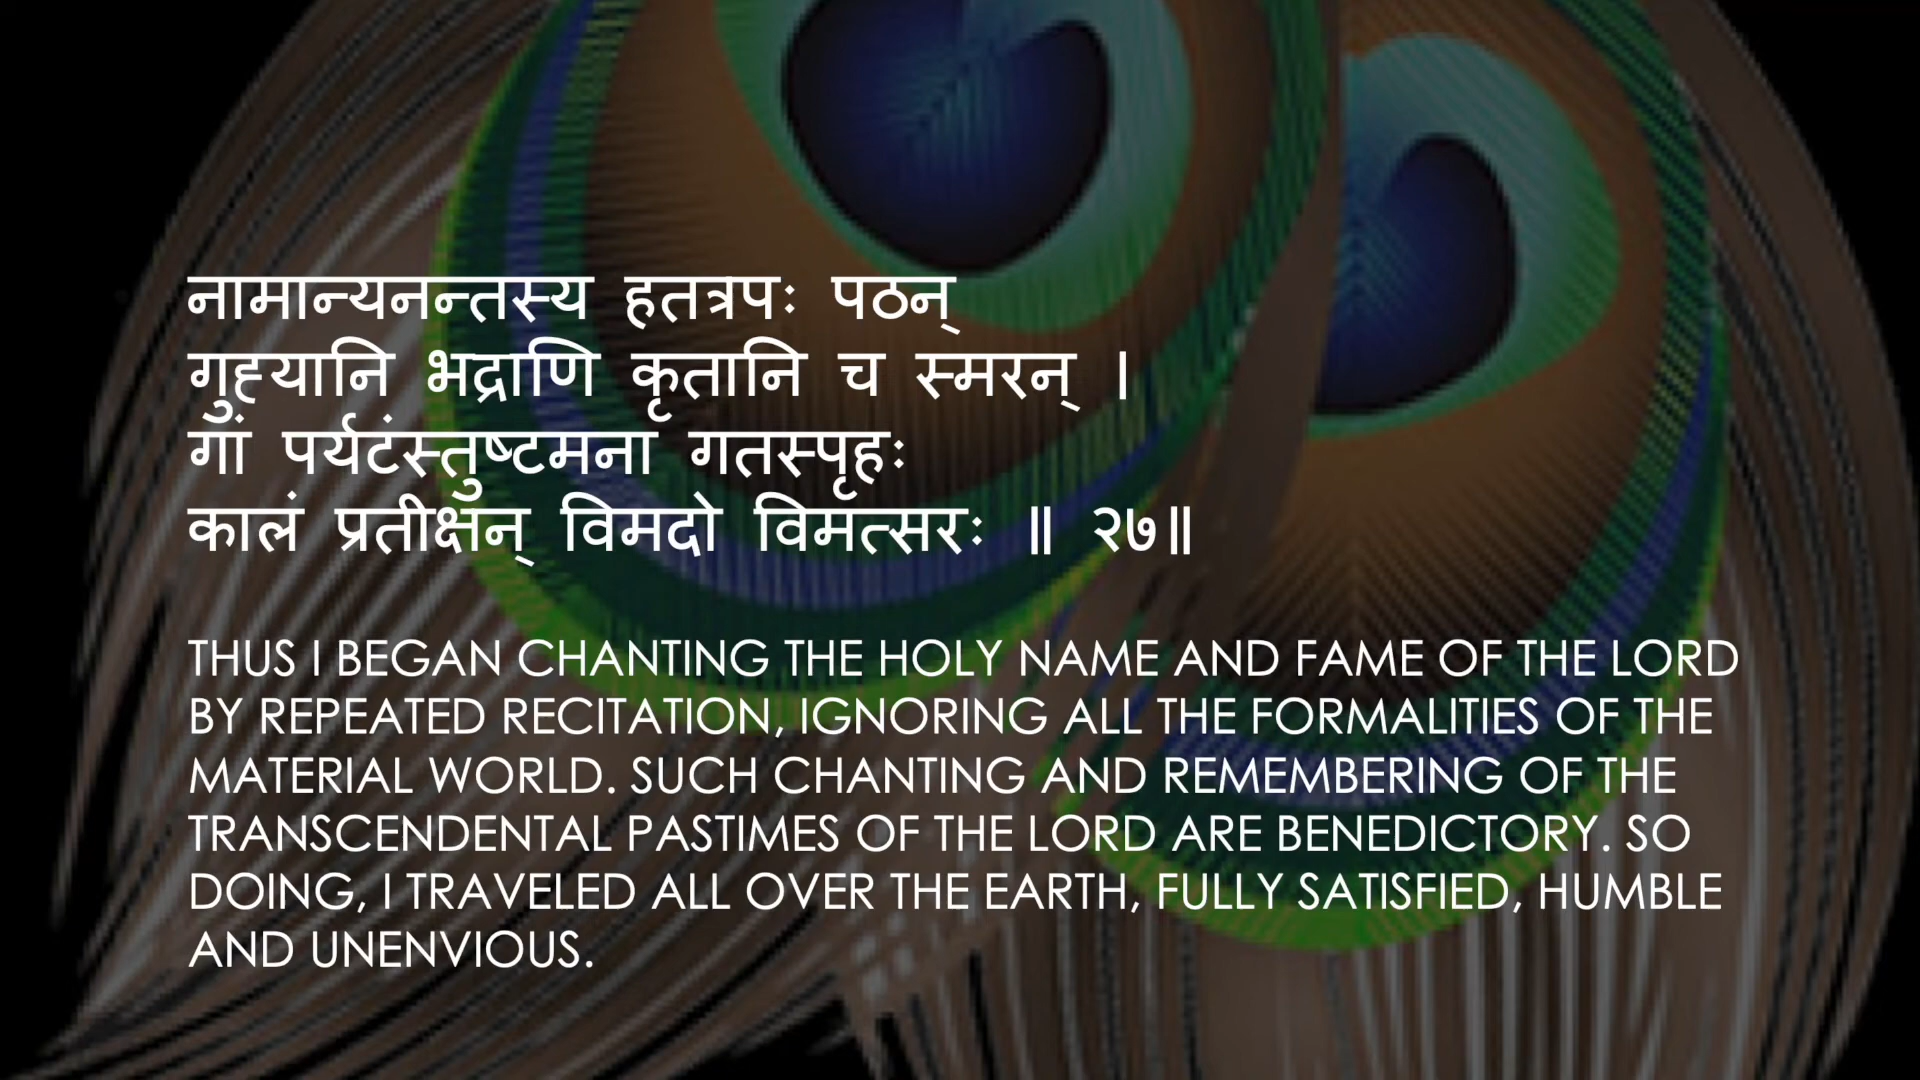 नामान्यनन्तस्य हतत्रपः पठन्
गुह्यानि भद्राणि कृतानि च स्मरन् ।
गां पर्यटंस्तुष्टमना गतस्पृहः
कालं प्रतीक्षन् विमदो विमत्सरः ॥ २७॥
THUS I BEGAN CHANTING THE HOLY NAME AND FAME OF THE LORD
BY REPEATED RECITATION, IGNORING ALL THE FORMALITIES OF THE
MATERIAL WORLD. SUCH CHANTING AND REMEMBERING OF THE
TRANSCENDENTAL PASTIMES OF THE LORD ARE BENEDICTORY. SO
DOING, I TRAVELED ALL OVER THE EARTH, FULLY SATISFIED, HUMBLE
AND UNENVIOUS.